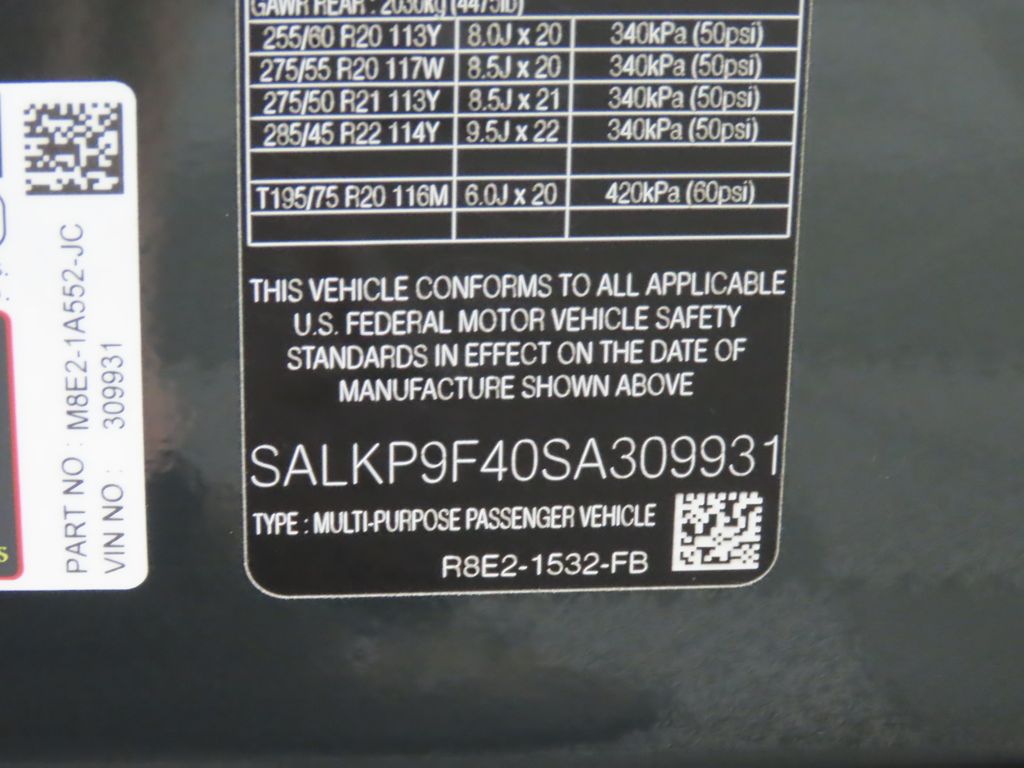 GAWR REAR : 2030kg (4475lb)
255/60 R20 113Y 8.0J x 20 340kPa (50psi)
275/55 R20 117W 8.5J x 20 340kPa (50psi)
275/50 R21 113Y 8.5J x 21 340kPa (50psi)
285/45 R22 114Y 9.5J x 22 340kPa (50psi)
T195/75 R20 116M 6.0J x 20 420kPa (60psi)
THIS VEHICLE CONFORMS TO ALL APPLICABLE
U.S. FEDERAL MOTOR VEHICLE SAFETY
STANDARDS IN EFFECT ON THE DATE OF
MANUFACTURE SHOWN ABOVE
SALKP9F40SA309931
TYPE : MULTI-PURPOSE PASSENGER VEHICLE
R8E2-1532-FB
PART NO : M8E2-1A552-JC
VIN NO : 309931